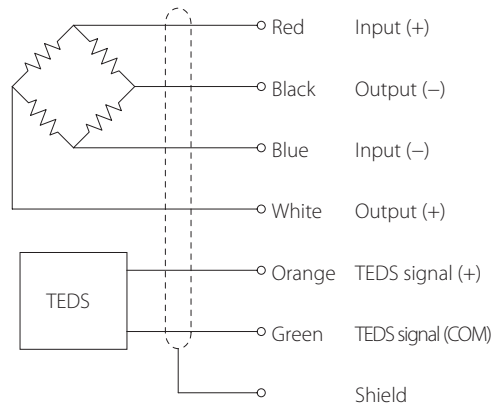 Red Input (+)
Black Output (−)
Blue Input (−)
White Output (+)
Orange TEDS signal (+)
TEDS
Green TEDS signal (COM)
Shield